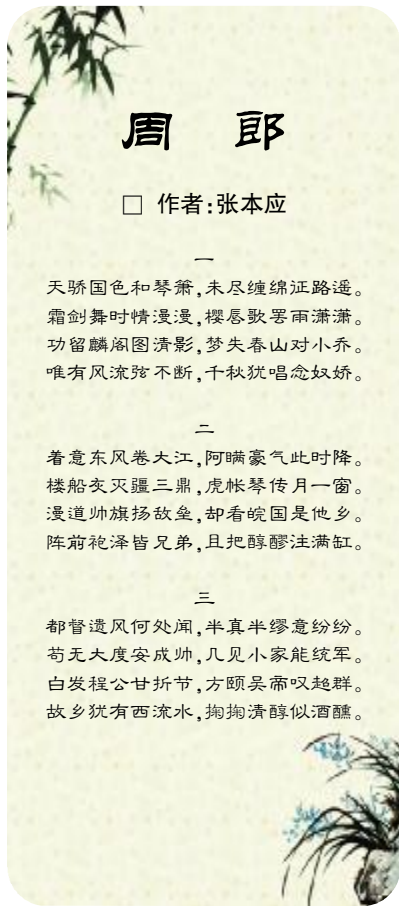 周 郎
□ 作者:张本应
一
天骄国色和琴箫,未尽缠绵征路遥。
霜剑舞时情漫漫,樱唇歌罢雨潇潇。
功留麟阁图清影,梦失春山对小乔。
唯有风流弦不断,千秋犹唱念奴娇。
二
着意东风卷大江,阿瞒豪气此时降。
楼船灰灭疆三鼎,虎帐琴传月一窗。
漫道帅旗扬敌垒,却看皖国是他乡。
阵前袍泽皆兄弟,且把醇醪注满缸。
三
都督遗风何处闻,半真半缪意纷纷。
苟无大度安成帅,几见小家能统军。
白发程公甘折节,方颐吴帝叹超群。
故乡犹有西流水,掬掬清醇似酒醺。